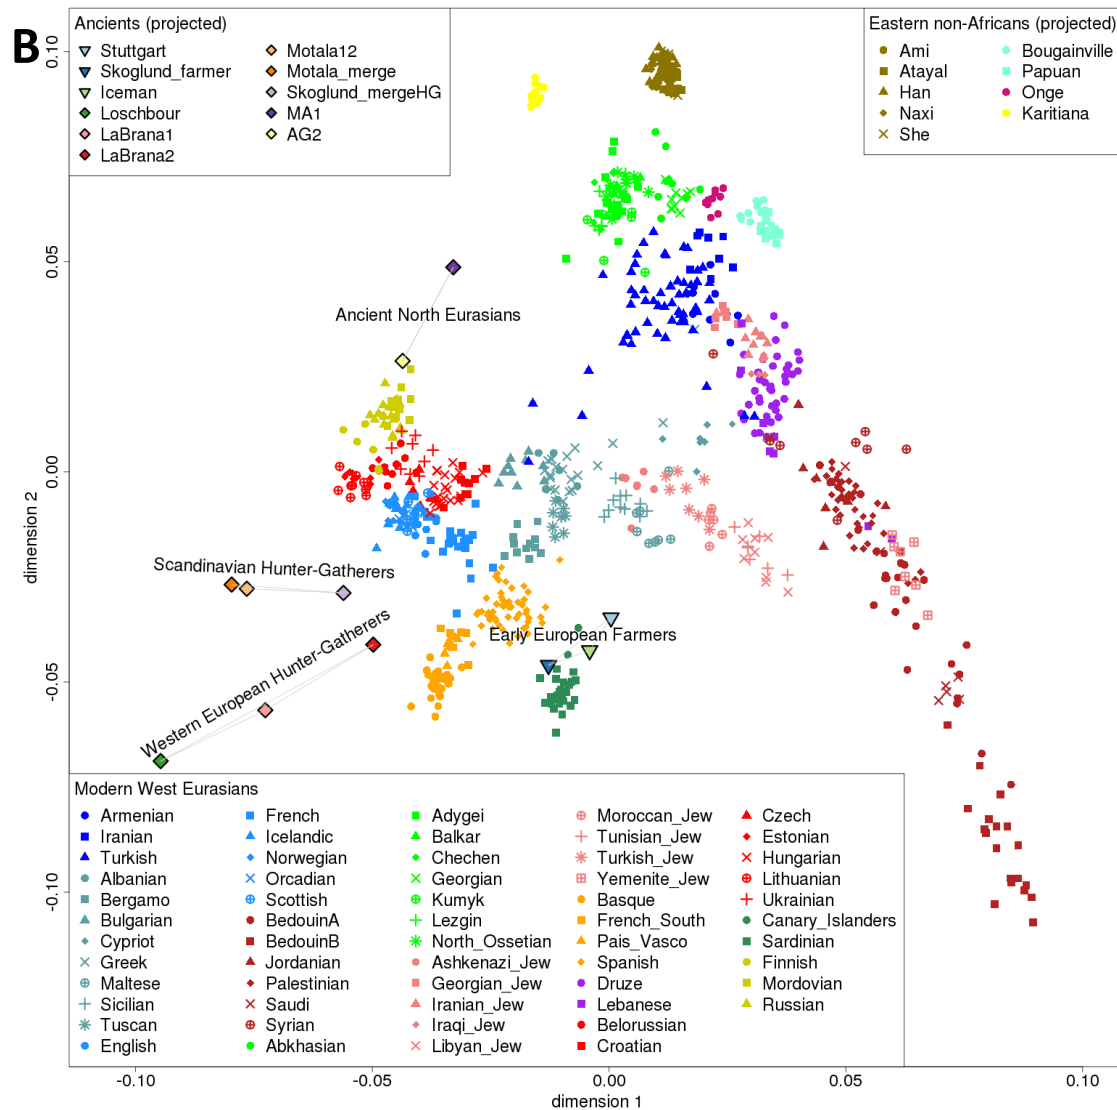 B
Ancients (projected)
Stuttgart
Skoglund_farmer
Iceman
Loschbour
LaBrana1
LaBrana2
Motala12
Motala_merge
Skoglund_mergeHG
MA1
AG2
Eastern non-Africans (projected)
Ami
Atayal
Han
Naxi
She
Bougainville
Papuan
Onge
Karitiana
0.10
0.05
0.00
-0.05
-0.10
dimension 2
Ancient North Eurasians
Scandinavian Hunter-Gatherers
Western European Hunter-Gatherers
Early European Farmers
Modern West Eurasians
Armenian
Iranian
Turkish
Albanian
Bergamo
Bulgarian
Cypriot
Greek
Maltese
Sicilian
Tuscan
English
French
Icelandic
Norwegian
Orcadian
Scottish
BedouinA
BedouinB
Jordanian
Palestinian
Saudi
Syrian
Abkhasian
Adygei
Balkar
Chechen
Georgian
Kumyk
Lezgin
North_Ossetian
Ashkenazi_Jew
Georgian_Jew
Iranian_Jew
Iraqi_Jew
Libyan_Jew
Moroccan_Jew
Tunisian_Jew
Turkish_Jew
Yemenite_Jew
Basque
French_South
Pais_Vasco
Spanish
Druze
Lebanese
Belorussian
Croatian
Czech
Estonian
Hungarian
Lithuanian
Ukrainian
Canary_Islanders
Sardinian
Finnish
Mordovian
Russian
-0.10
-0.05
0.00
0.05
0.10
dimension 1